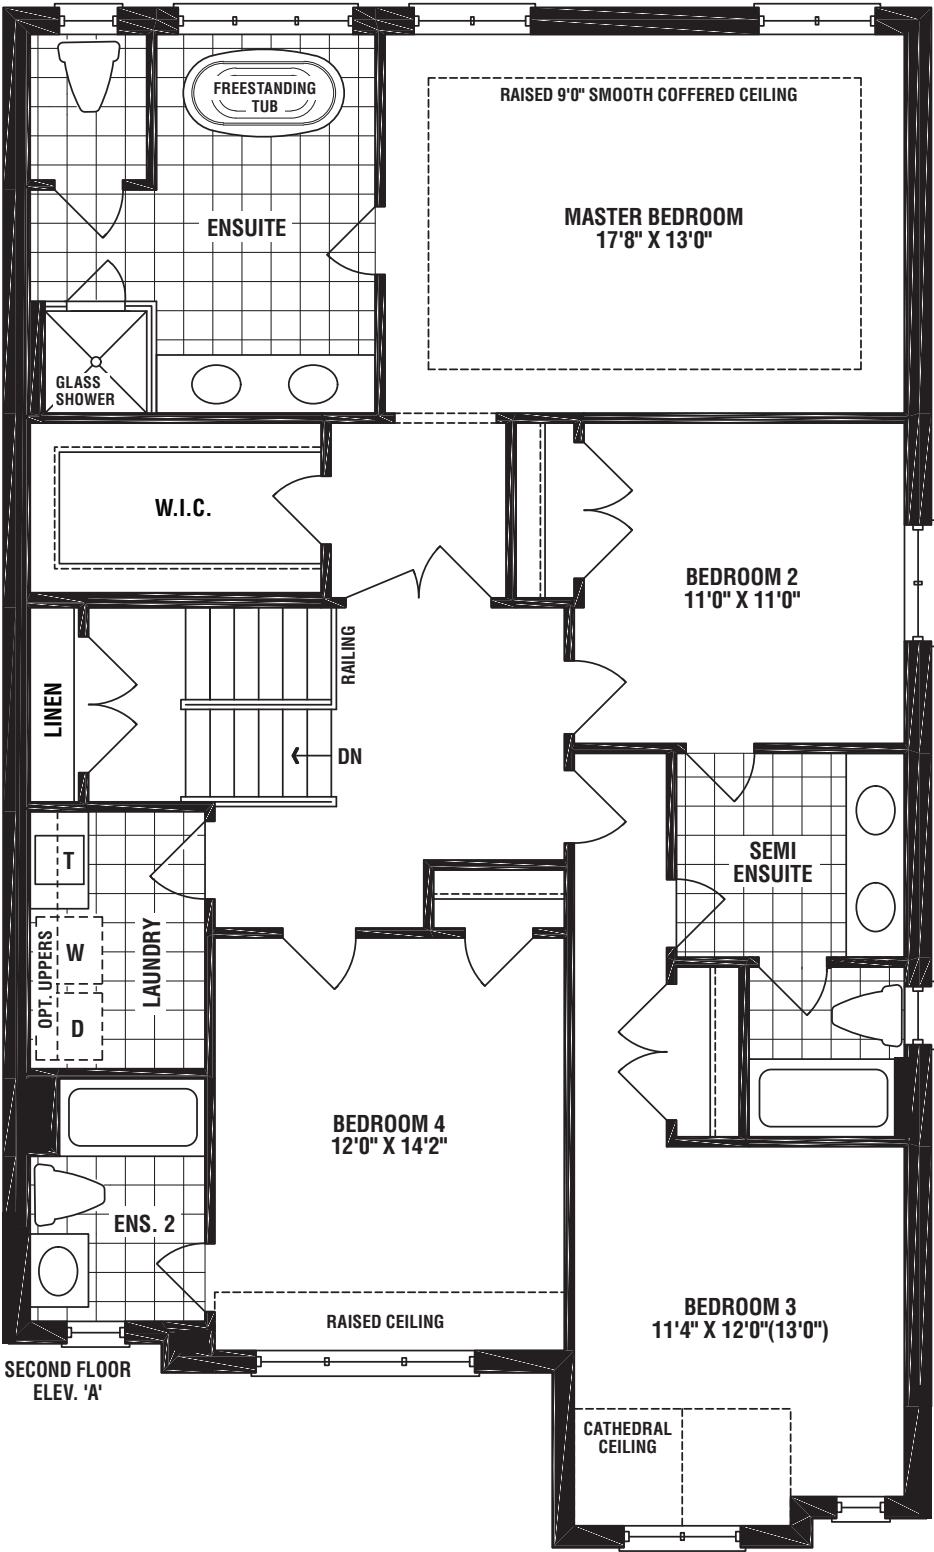 FREESTANDING
TUB
RAISED 9'0" SMOOTH COFFERED CEILING
ENSUITE
MASTER BEDROOM
17'8" X 13'0"
GLASS
SHOWER
W.I.C.
BEDROOM 2
11'0" X 11'0"
LINEN
RAILING
DN
T
SEMI
ENSUITE
OPT. UPPERS
W
LAUNDRY
D
BEDROOM 4
12'0" X 14'2"
ENS. 2
RAISED CEILING
BEDROOM 3
11'4" X 12'0"(13'0")
SECOND FLOOR
ELEV. 'A'
CATHEDRAL
CEILING